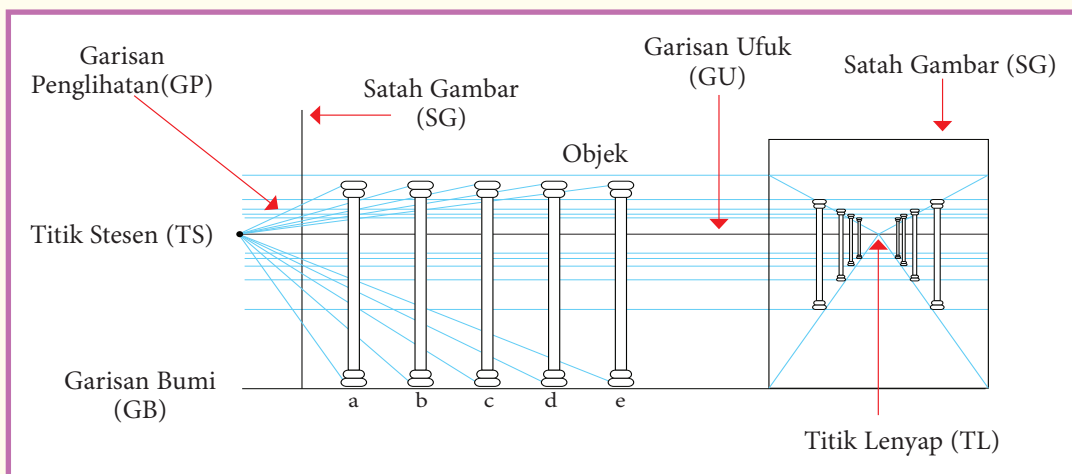 Garisan
Penglihatan(GP)
Satah Gambar
(SG)
Garisan Ufuk
(GU)
Satah Gambar (SG)
Objek
Titik Stesen (TS)
Garisan Bumi
(GB)
a b c d e
Titik Lenyap (TL)